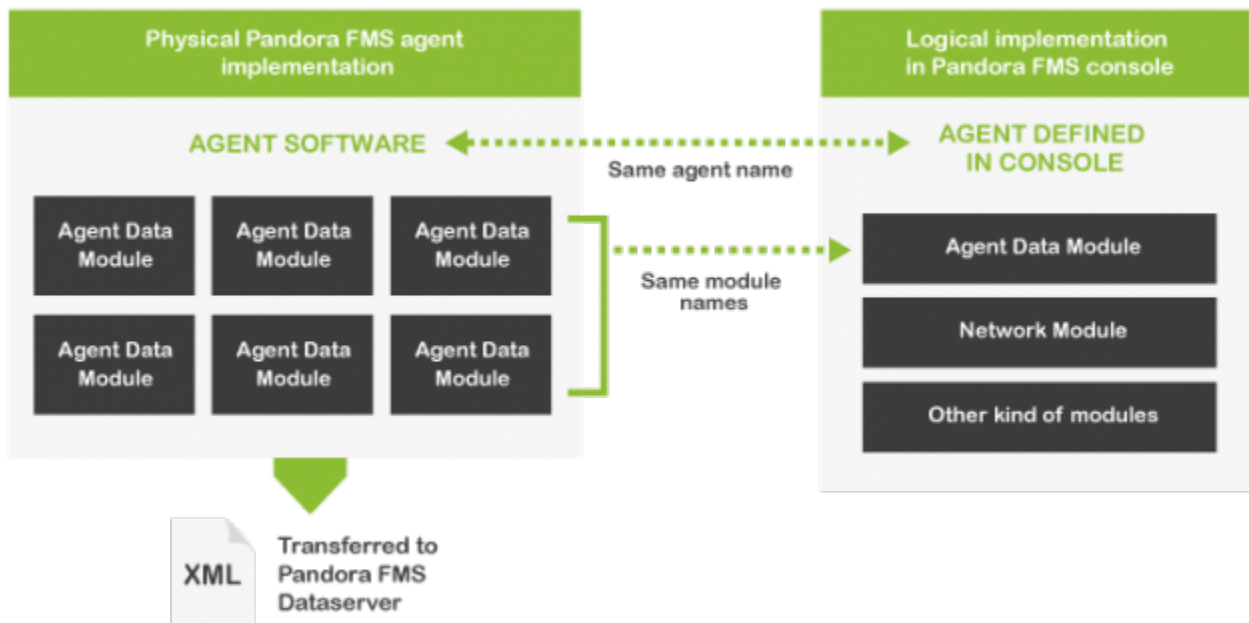 Physical Pandora FMS agent
implementation
AGENT SOFTWARE
Agent Data
Module
Agent Data
Module
Agent Data
Module
Agent Data
Module
Agent Data
Module
Agent Data
Module
XML
Transferred to
Pandora FMS
Dataserver
Same agent name
Same module
names
Logical implementation
in Pandora FMS console
AGENT DEFINED
IN CONSOLE
Agent Data Module
Network Module
Other kind of modules